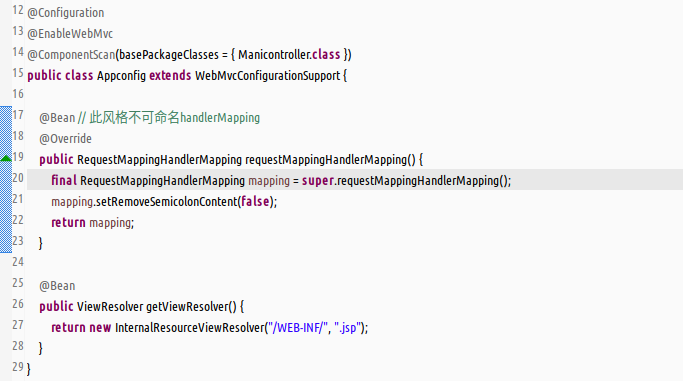 12 @Configuration
13 @EnableWebMvc
14 @ComponentScan(basePackageClasses = { Manicontroller.class })
15 public class Appconfig extends WebMvcConfigurationSupport {
16
17 @Bean // 此风格不可命名handlerMapping
18 @Override
19 public RequestMappingHandlerMapping requestMappingHandlerMapping() {
20 final RequestMappingHandlerMapping mapping = super.requestMappingHandlerMapping();
21 mapping.setRemoveSemicolonContent(false);
22 return mapping;
23 }
24
25 @Bean
26 public ViewResolver getViewResolver() {
27 return new InternalResourceViewResolver("/WEB-INF/", ".jsp");
28 }
29 }